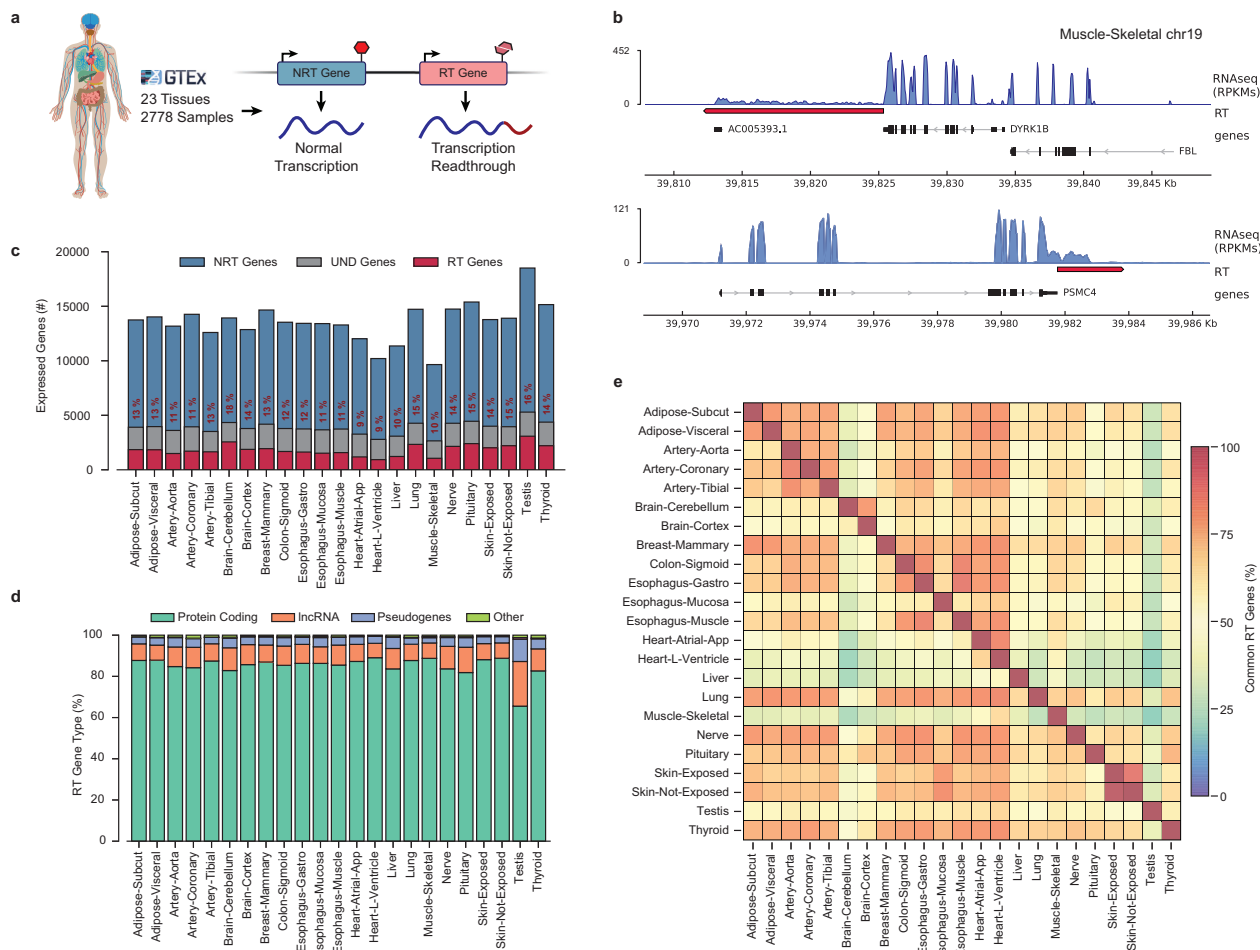 a
GTEx
23 Tissues
2778 Samples
NRT Gene
RT Gene
Normal
Transcription
Transcription
Readthrough
b
Muscle-Skeletal chr19
452
0
RNAseq
(RPKMs)
RT
genes
AC005393.1
DYRK1B
FBL
39,810 39,815 39,820 39,825 39,830 39,835 39,840 39,845 Kb
121
0
RNAseq
(RPKMs)
RT
genes
PSMC4
39,970 39,972 39,974 39,976 39,978 39,980 39,982 39,984 39,986 Kb
c
NRT Genes UND Genes RT Genes
Expressed Genes (#)
20000
15000
10000
5000
0
13 % 13 % 11 % 11 % 13 % 18 % 14 % 13 % 12 % 12 % 11 % 11 % 9 % 9 % 10 % 15 % 10 % 14 % 15 % 14 % 15 % 16 % 14 %
Adipose-Subcut
Adipose-Visceral
Artery-Aorta
Artery-Coronary
Artery-Tibial
Brain-Cerebellum
Brain-Cortex
Breast-Mammary
Colon-Sigmoid
Esophagus-Gastro
Esophagus-Mucosa
Esophagus-Muscle
Heart-Atrial-App
Heart-L-Ventricle
Liver
Lung
Muscle-Skeletal
Nerve
Pituitary
Skin-Exposed
Skin-Not-Exposed
Testis
Thyroid
d
Protein Coding lncRNA Pseudogenes Other
RT Gene Type (%)
100
80
60
40
20
0
Adipose-Subcut
Adipose-Visceral
Artery-Aorta
Artery-Coronary
Artery-Tibial
Brain-Cerebellum
Brain-Cortex
Breast-Mammary
Colon-Sigmoid
Esophagus-Gastro
Esophagus-Mucosa
Esophagus-Muscle
Heart-Atrial-App
Heart-L-Ventricle
Liver
Lung
Muscle-Skeletal
Nerve
Pituitary
Skin-Exposed
Skin-Not-Exposed
Testis
Thyroid
e
Adipose-Subcut
Adipose-Visceral
Artery-Aorta
Artery-Coronary
Artery-Tibial
Brain-Cerebellum
Brain-Cortex
Breast-Mammary
Colon-Sigmoid
Esophagus-Gastro
Esophagus-Mucosa
Esophagus-Muscle
Heart-Atrial-App
Heart-L-Ventricle
Liver
Lung
Muscle-Skeletal
Nerve
Pituitary
Skin-Exposed
Skin-Not-Exposed
Testis
Thyroid
Adipose-Subcut
Adipose-Visceral
Artery-Aorta
Artery-Coronary
Artery-Tibial
Brain-Cerebellum
Brain-Cortex
Breast-Mammary
Colon-Sigmoid
Esophagus-Gastro
Esophagus-Mucosa
Esophagus-Muscle
Heart-Atrial-App
Heart-L-Ventricle
Liver
Lung
Muscle-Skeletal
Nerve
Pituitary
Skin-Exposed
Skin-Not-Exposed
Testis
Thyroid
100
75
50
25
0
Common RT Genes (%)